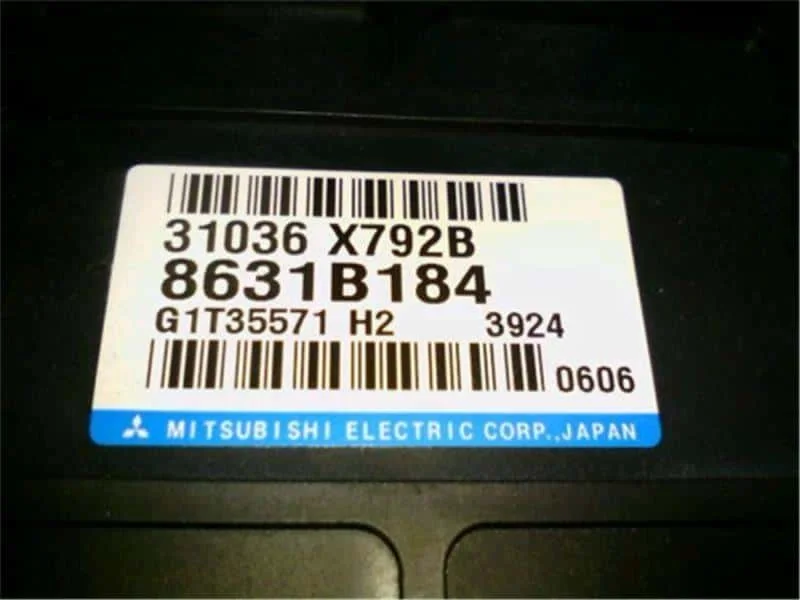 31036 X792B
8631B184
G1T35571 H2 3924
0606
MITSUBISHI ELECTRIC CORP.,JAPAN